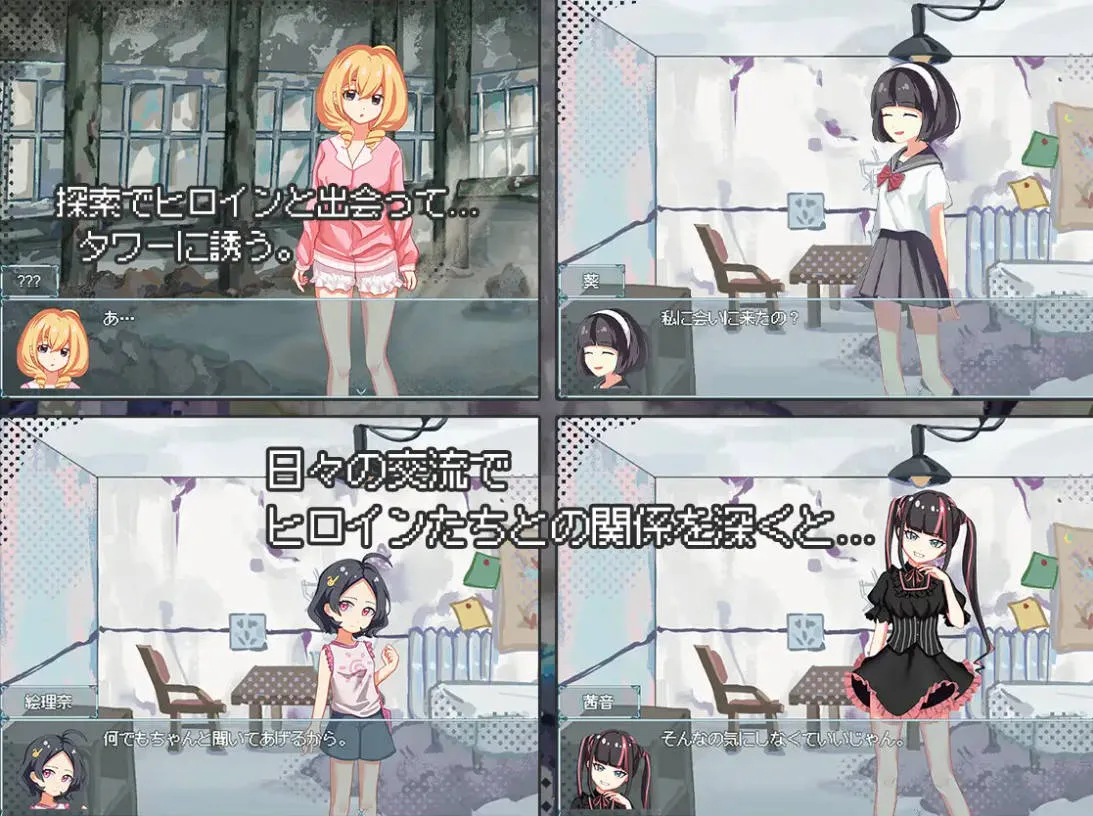 探索でヒロインと出会って...
タワーに誘う。
???
あ…
葵
私に会いに来たの？
日々の交流で
ヒロインたちとの関係を深くと...
絵理奈
何でもちゃんと聞いてあげるから。
茜音
そんなの気にしなくていいじゃん。